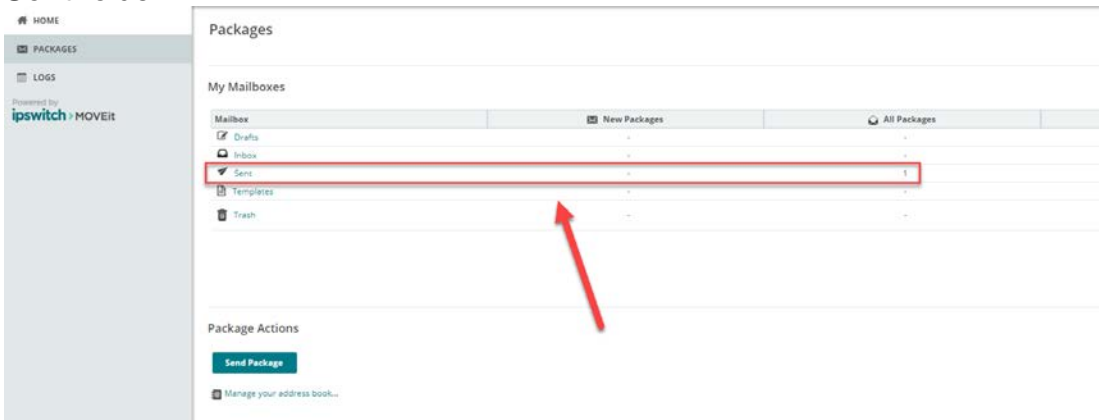 HOME
PACKAGES
LOGS
Powered by
ipswitch MOVEit
Packages
My Mailboxes
Mailbox New Packages All Packages
Drafts - -
Inbox - -
Sent - 1
Templates - -
Trash - -
Package Actions
Send Package
Manage your address book...